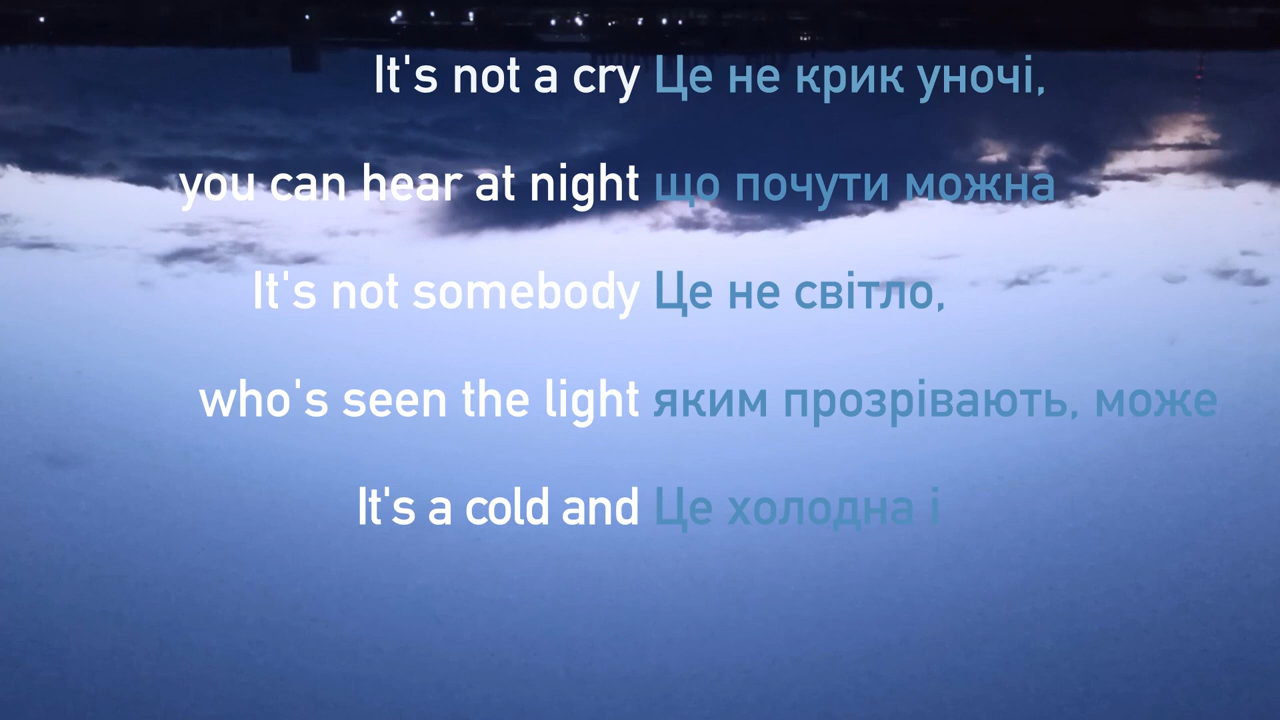 It's not a cry Це не крик уночі,
you can hear at night що почути можна
It's not somebody Це не світло,
who's seen the light яким прозрівають, може
It's a cold and Це холодна і